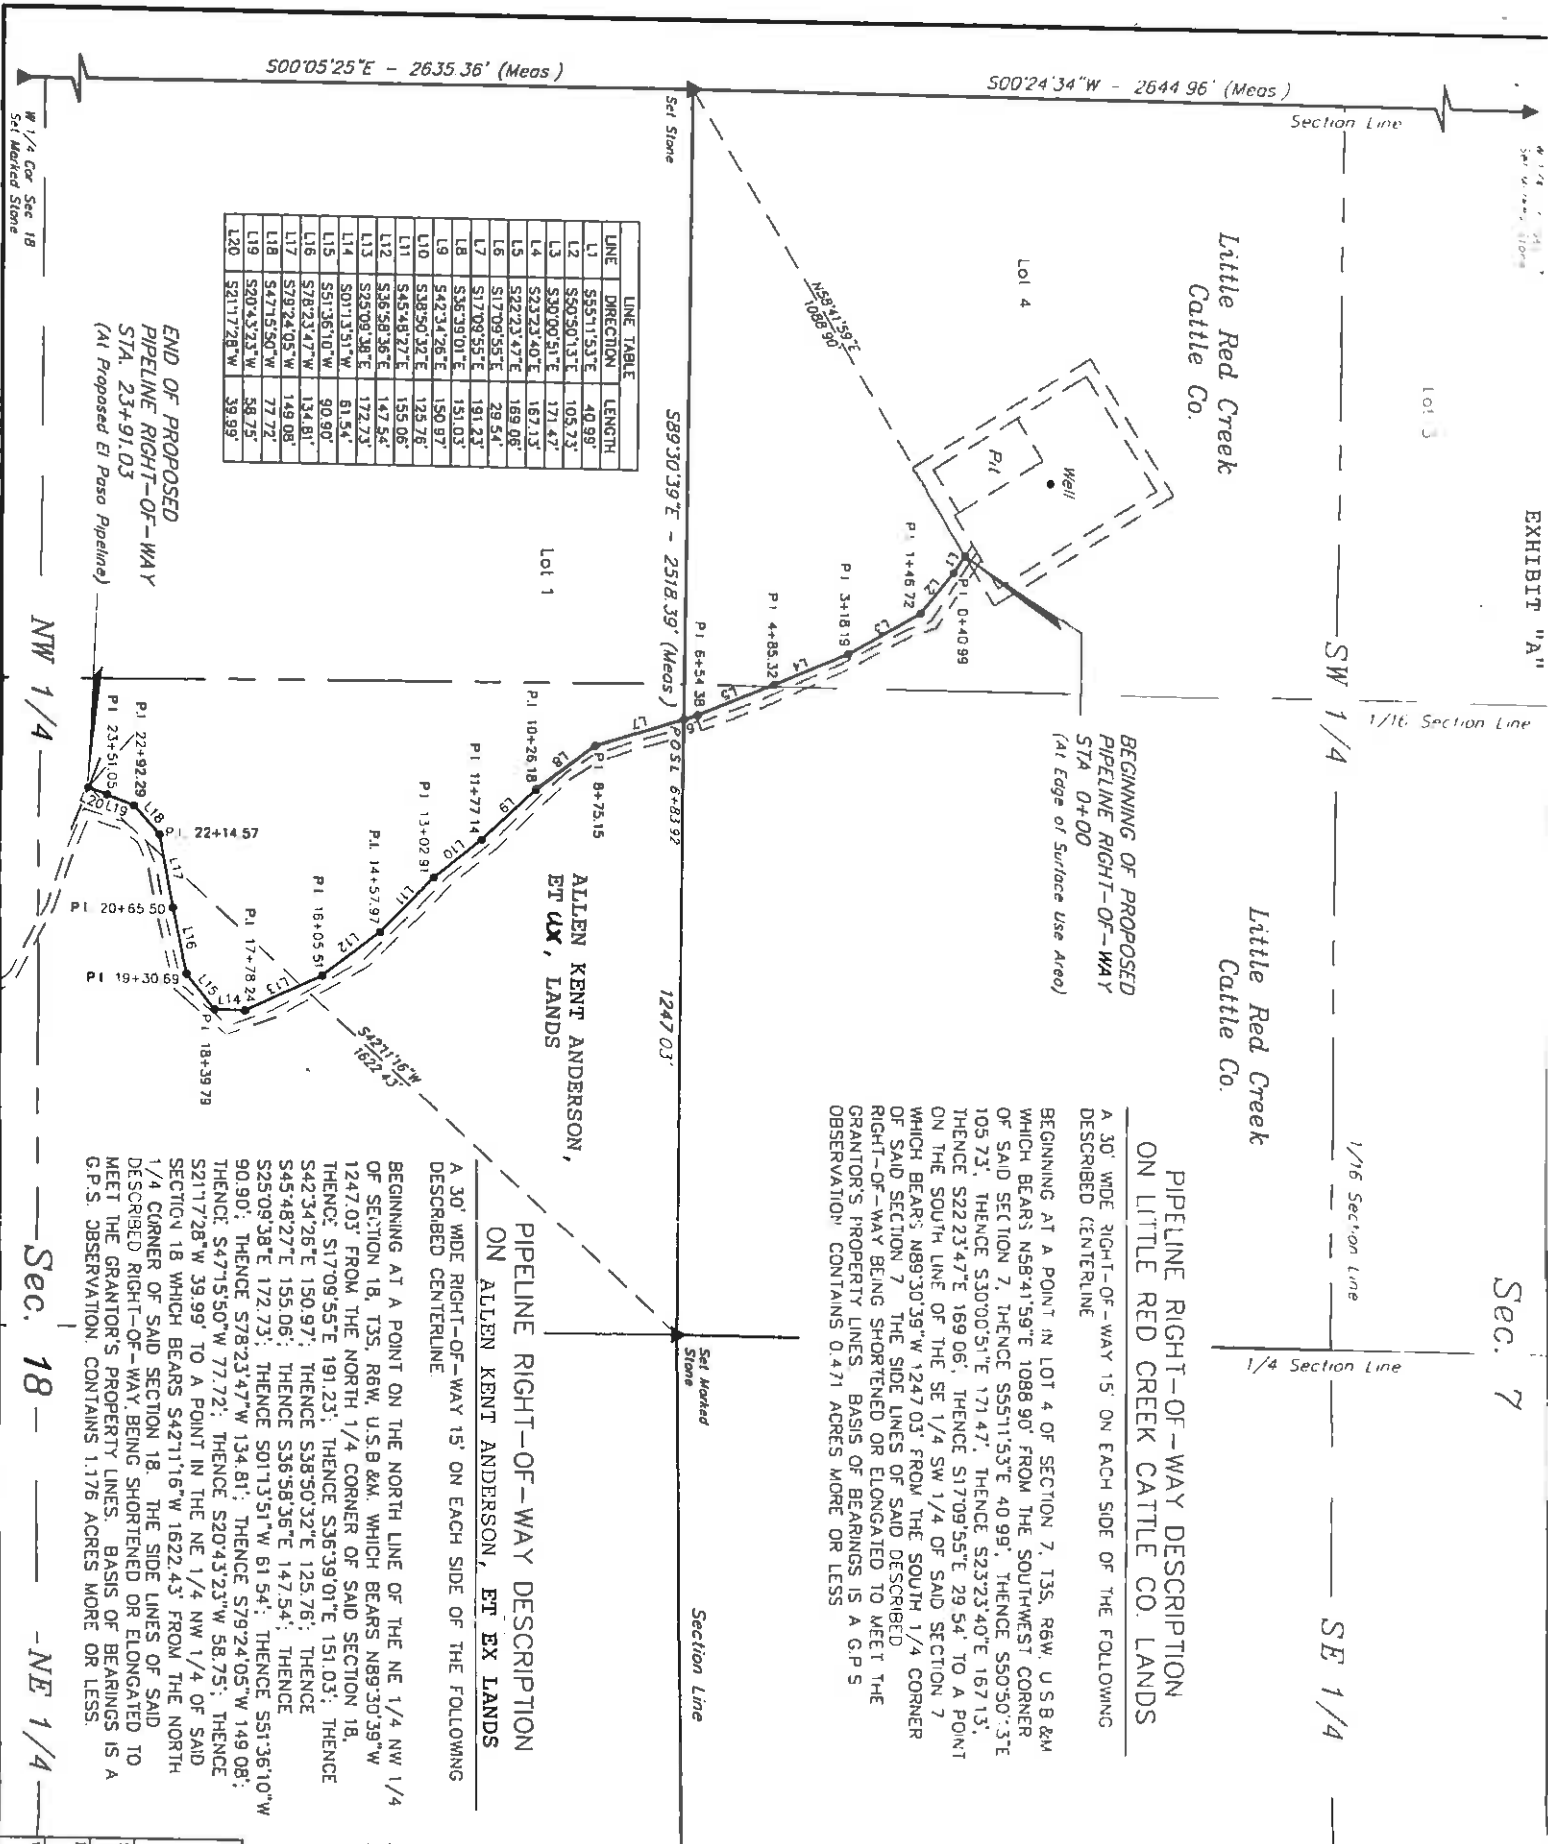 EXHIBIT "A"
Sec. 7
Lot 3
Section Line
1/16 Section Line
1/16 Section Line
1/4 Section Line
SW 1/4
SE 1/4
Little Red Creek
Cattle Co.
Little Red Creek
Cattle Co.
S00°24'34"W - 2644.96' (Meas.)
Lot 4
Well
Pit
N58°41'59"E
1088.90'
BEGINNING OF PROPOSED
PIPELINE RIGHT-OF-WAY
STA. 0+00
(At Edge of Surface Use Area)
PIPELINE RIGHT-OF-WAY DESCRIPTION
ON LITTLE RED CREEK CATTLE CO. LANDS
A 30' WIDE RIGHT-OF-WAY 15' ON EACH SIDE OF THE FOLLOWING
DESCRIBED CENTERLINE
BEGINNING AT A POINT IN LOT 4 OF SECTION 7, T3S, R6W, U.S.B.&M.
WHICH BEARS N58°41'59"E 1088.90' FROM THE SOUTHWEST CORNER
OF SAID SECTION 7, THENCE S55°11'53"E 40.99', THENCE S50°50'13"E
105.73', THENCE S30°00'51"E 171.47', THENCE S23°23'40"E 167.13',
THENCE S22°23'47"E 169.06', THENCE S17°09'55"E 29.54' TO A POINT
ON THE SOUTH LINE OF THE SE 1/4 SW 1/4 OF SAID SECTION 7
WHICH BEARS N89°30'39"W 1247.03' FROM THE SOUTH 1/4 CORNER
OF SAID SECTION 7. THE SIDE LINES OF SAID DESCRIBED
RIGHT-OF-WAY BEING SHORTENED OR ELONGATED TO MEET THE
GRANTOR'S PROPERTY LINES. BASIS OF BEARINGS IS A G.P.S.
OBSERVATION. CONTAINS 0.71 ACRES MORE OR LESS
L1
L2
L3
L4
L5
L6
P.I. 0+40.99
P.I. 1+46.72
P.I. 3+18.19
P.I. 4+85.32
P.I. 6+54.38
Set Stone
S89°30'39"E - 2518.39' (Meas.)
P.O.S.L. 6+83.92
1247.03'
Set Marked
Stone
Section Line
S00°05'25"E - 2635.36' (Meas.)
LINE TABLE
LINE DIRECTION LENGTH
L1 S55°11'53"E 40.99'
L2 S50°50'13"E 105.73'
L3 S30°00'51"E 171.47'
L4 S23°23'40"E 167.13'
L5 S22°23'47"E 169.06'
L6 S17°09'55"E 29.54'
L7 S17°09'55"E 191.23'
L8 S36°39'01"E 151.03'
L9 S42°34'26"E 150.97'
L10 S38°50'32"E 125.76'
L11 S45°48'27"E 155.06'
L12 S36°58'36"E 147.54'
L13 S25°09'38"E 172.73'
L14 S01°13'51"W 61.54'
L15 S51°36'10"W 90.90'
L16 S78°23'47"W 134.81'
L17 S79°24'05"W 149.08'
L18 S47°15'50"W 77.72'
L19 S20°43'23"W 58.75'
L20 S21°17'28"W 39.99'
Lot 1
ALLEN KENT ANDERSON,
ET UX, LANDS
L7
L8
L9
L10
L11
L12
L13
L14
L15
L16
L17
L18
L19
L20
P.I. 8+75.15
P.I. 10+26.18
P.I. 11+77.14
P.I. 13+02.91
P.I. 14+57.97
P.I. 16+05.51
P.I. 17+78.24
P.I. 18+39.79
P.I. 19+30.69
P.I. 20+65.50
P.I. 22+14.57
P.I. 22+92.29
P.I. 23+51.05
S42°11'16"W
1622.43'
PIPELINE RIGHT-OF-WAY DESCRIPTION
ON ALLEN KENT ANDERSON, ET EX LANDS
A 30' WIDE RIGHT-OF-WAY 15' ON EACH SIDE OF THE FOLLOWING
DESCRIBED CENTERLINE.
BEGINNING AT A POINT ON THE NORTH LINE OF THE NE 1/4 NW 1/4
OF SECTION 18, T3S, R6W, U.S.B.&M. WHICH BEARS N89°30'39"W
1247.03' FROM THE NORTH 1/4 CORNER OF SAID SECTION 18,
THENCE S17°09'55"E 191.23'; THENCE S36°39'01"E 151.03'; THENCE
S42°34'26"E 150.97'; THENCE S38°50'32"E 125.76'; THENCE
S45°48'27"E 155.06'; THENCE S36°58'36"E 147.54'; THENCE
S25°09'38"E 172.73'; THENCE S01°13'51"W 61.54'; THENCE S51°36'10"W
90.90'; THENCE S78°23'47"W 134.81'; THENCE S79°24'05"W 149.08';
THENCE S47°15'50"W 77.72'; THENCE S20°43'23"W 58.75'; THENCE
S21°17'28"W 39.99' TO A POINT IN THE NE 1/4 NW 1/4 OF SAID
SECTION 18 WHICH BEARS S42°11'16"W 1622.43' FROM THE NORTH
1/4 CORNER OF SAID SECTION 18. THE SIDE LINES OF SAID
DESCRIBED RIGHT-OF-WAY BEING SHORTENED OR ELONGATED TO
MEET THE GRANTOR'S PROPERTY LINES. BASIS OF BEARINGS IS A
G.P.S. OBSERVATION. CONTAINS 1.176 ACRES MORE OR LESS.
END OF PROPOSED
PIPELINE RIGHT-OF-WAY
STA. 23+91.03
(At Proposed El Paso Pipeline)
W 1/4 Cor. Sec. 18
Set Marked Stone
NW 1/4
Sec. 18
NE 1/4